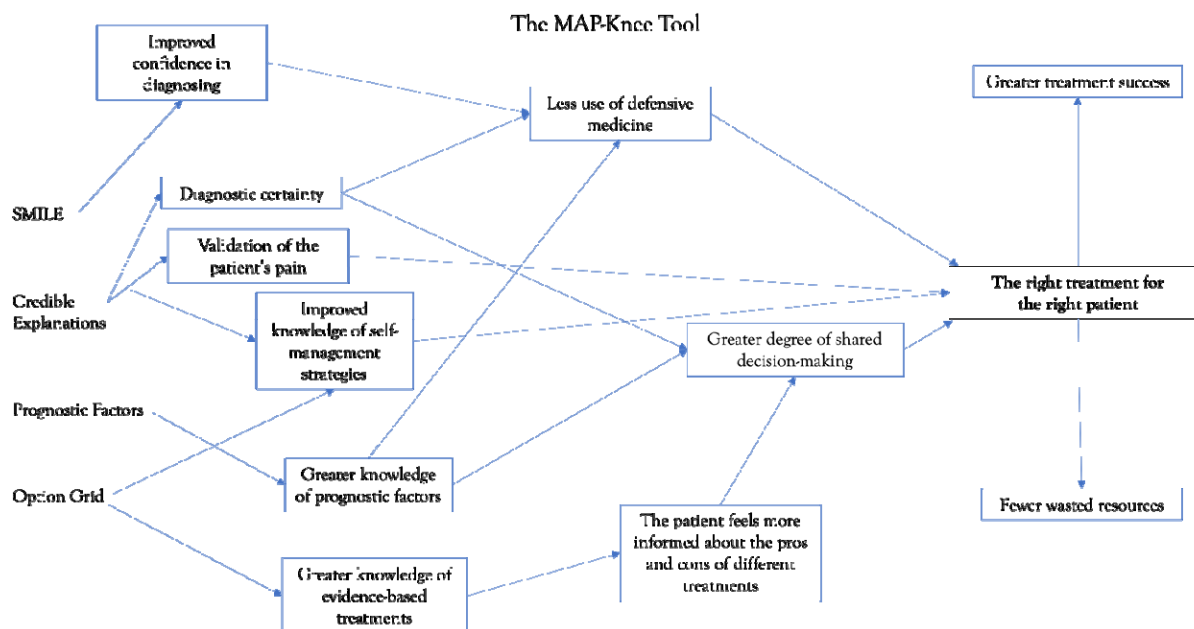 The MAP-Knee Tool
Improved
confidence in
diagnosing
Less use of defensive
medicine
Greater treatment success
SMILE
Diagnostic certainty
Validation of the
patient's pain
Credible
Explanations
Improved
knowledge of self-
management
strategies
The right treatment for
the right patient
Greater degree of shared
decision-making
Prognostic Factors
Greater knowledge
of prognostic factors
Option Grid
Fewer wasted resources
The patient feels more
informed about the pros
and cons of different
treatments
Greater knowledge of
evidence-based
treatments